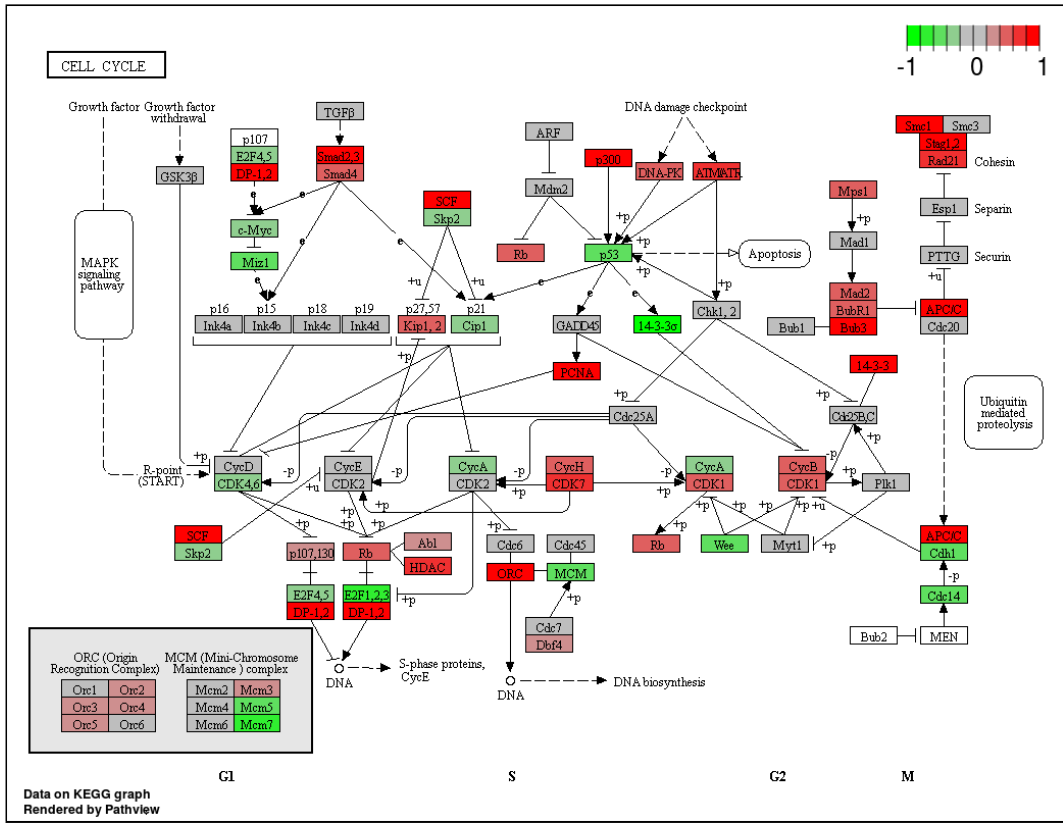 CELL CYCLE
-1 0 1
Growth factor
Growth factor
withdrawal
TGFβ
DNA damage checkpoint
p107
E2F4,5
DP-1,2
Smad2,3
Smad4
ARF
p300
DNA-PK
ATM/ATR
Smc1
Smc3
Stag1,2
Rad21
Cohesin
GSK3β
Mdm2
Mps1
+p
SCF
Skp2
e
e
c-Myc
Esp1
Separin
Mad1
Rb
+p
+p
p53
Apoptosis
Miz1
e
e
MAPK
signaling
pathway
PTTG
Securin
+p
+u
+u
+u
e
e
Mad2
BubR1
Bub3
Bub1
APC/C
Cdc20
p16
Ink4a
p15
Ink4b
p18
Ink4c
p19
Ink4d
p27,57
Kip1, 2
p21
Cip1
GADD45
14-3-3σ
Chk1, 2
+p
PCNA
14-3-3
+p
+p
Cdc25A
Cdc25B,C
Ubiquitin
mediated
proteolysis
R-point
(START)
+p
CycD
CDK4,6
-p
+u
CycE
CDK2
-p
CycA
CDK2
-p
+p
CycH
CDK7
-p
CycA
CDK1
CycB
CDK1
-p
+p
+p
+u
Plk1
SCF
Skp2
+p
+p
+p
+p
+p
+p
+p
p107,130
Rb
Abl
HDAC
Cdc6
Cdc45
ORC
MCM
Rb
Wee
Myt1
+p
APC/C
Cdh1
-p
Cdc14
E2F4,5
DP-1,2
E2F1,2,3
DP-1,2
+p
+p
Cdc7
Dbf4
Bub2
MEN
DNA
S-phase proteins,
CycE
DNA
DNA biosynthesis
ORC (Origin
Recognition Complex)
MCM (Mini-Chromosome
Maintenance ) complex
Orc1 Orc2
Orc3 Orc4
Orc5 Orc6
Mcm2 Mcm3
Mcm4 Mcm5
Mcm6 Mcm7
G1 S G2 M
Data on KEGG graph
Rendered by Pathview